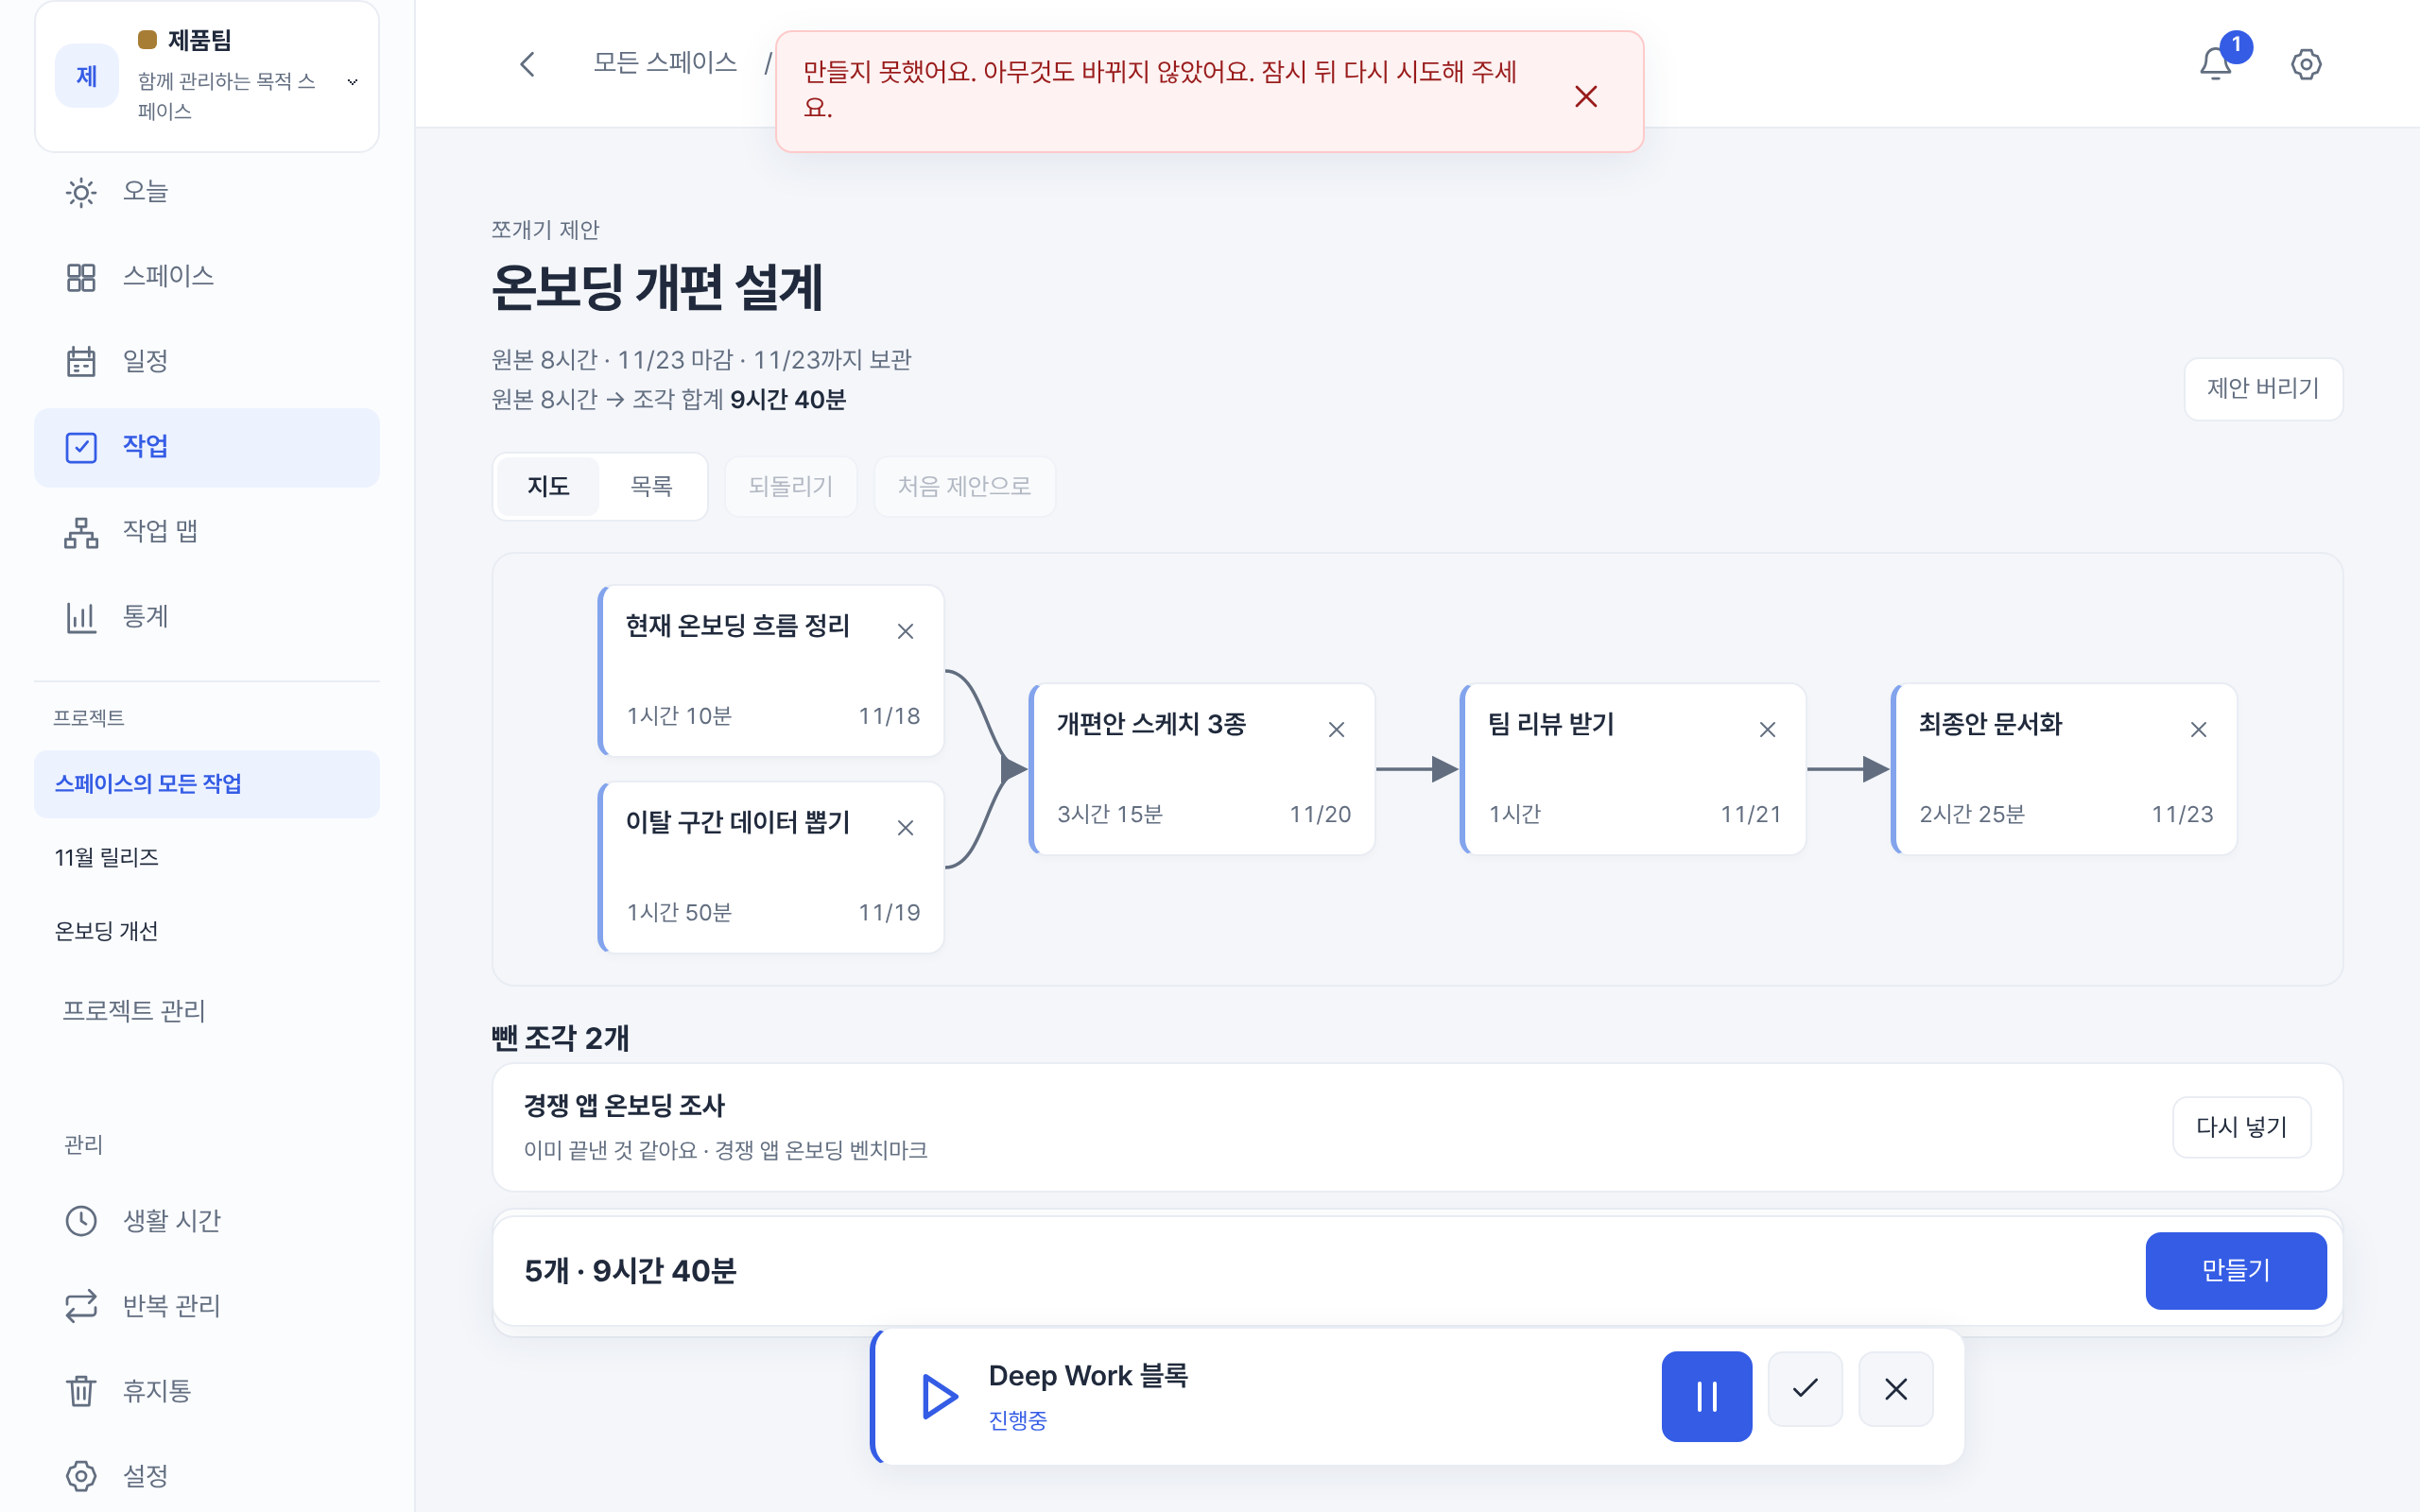 제
제품팀
함께 관리하는 목적 스
페이스
오늘
스페이스
일정
작업
작업 맵
통계
프로젝트
스페이스의 모든 작업
11월 릴리즈
온보딩 개선
프로젝트 관리
관리
생활 시간
반복 관리
휴지통
설정
모든 스페이스 /
만들지 못했어요. 아무것도 바뀌지 않았어요. 잠시 뒤 다시 시도해 주세
요.
1
쪼개기 제안
온보딩 개편 설계
원본 8시간 · 11/23 마감 · 11/23까지 보관
원본 8시간 → 조각 합계 9시간 40분
제안 버리기
지도
목록
되돌리기
처음 제안으로
현재 온보딩 흐름 정리
1시간 10분
11/18
이탈 구간 데이터 뽑기
1시간 50분
11/19
개편안 스케치 3종
3시간 15분
11/20
팀 리뷰 받기
1시간
11/21
최종안 문서화
2시간 25분
11/23
뺀 조각 2개
경쟁 앱 온보딩 조사
이미 끝낸 것 같아요 · 경쟁 앱 온보딩 벤치마크
다시 넣기
5개 · 9시간 40분
만들기
Deep Work 블록
진행중